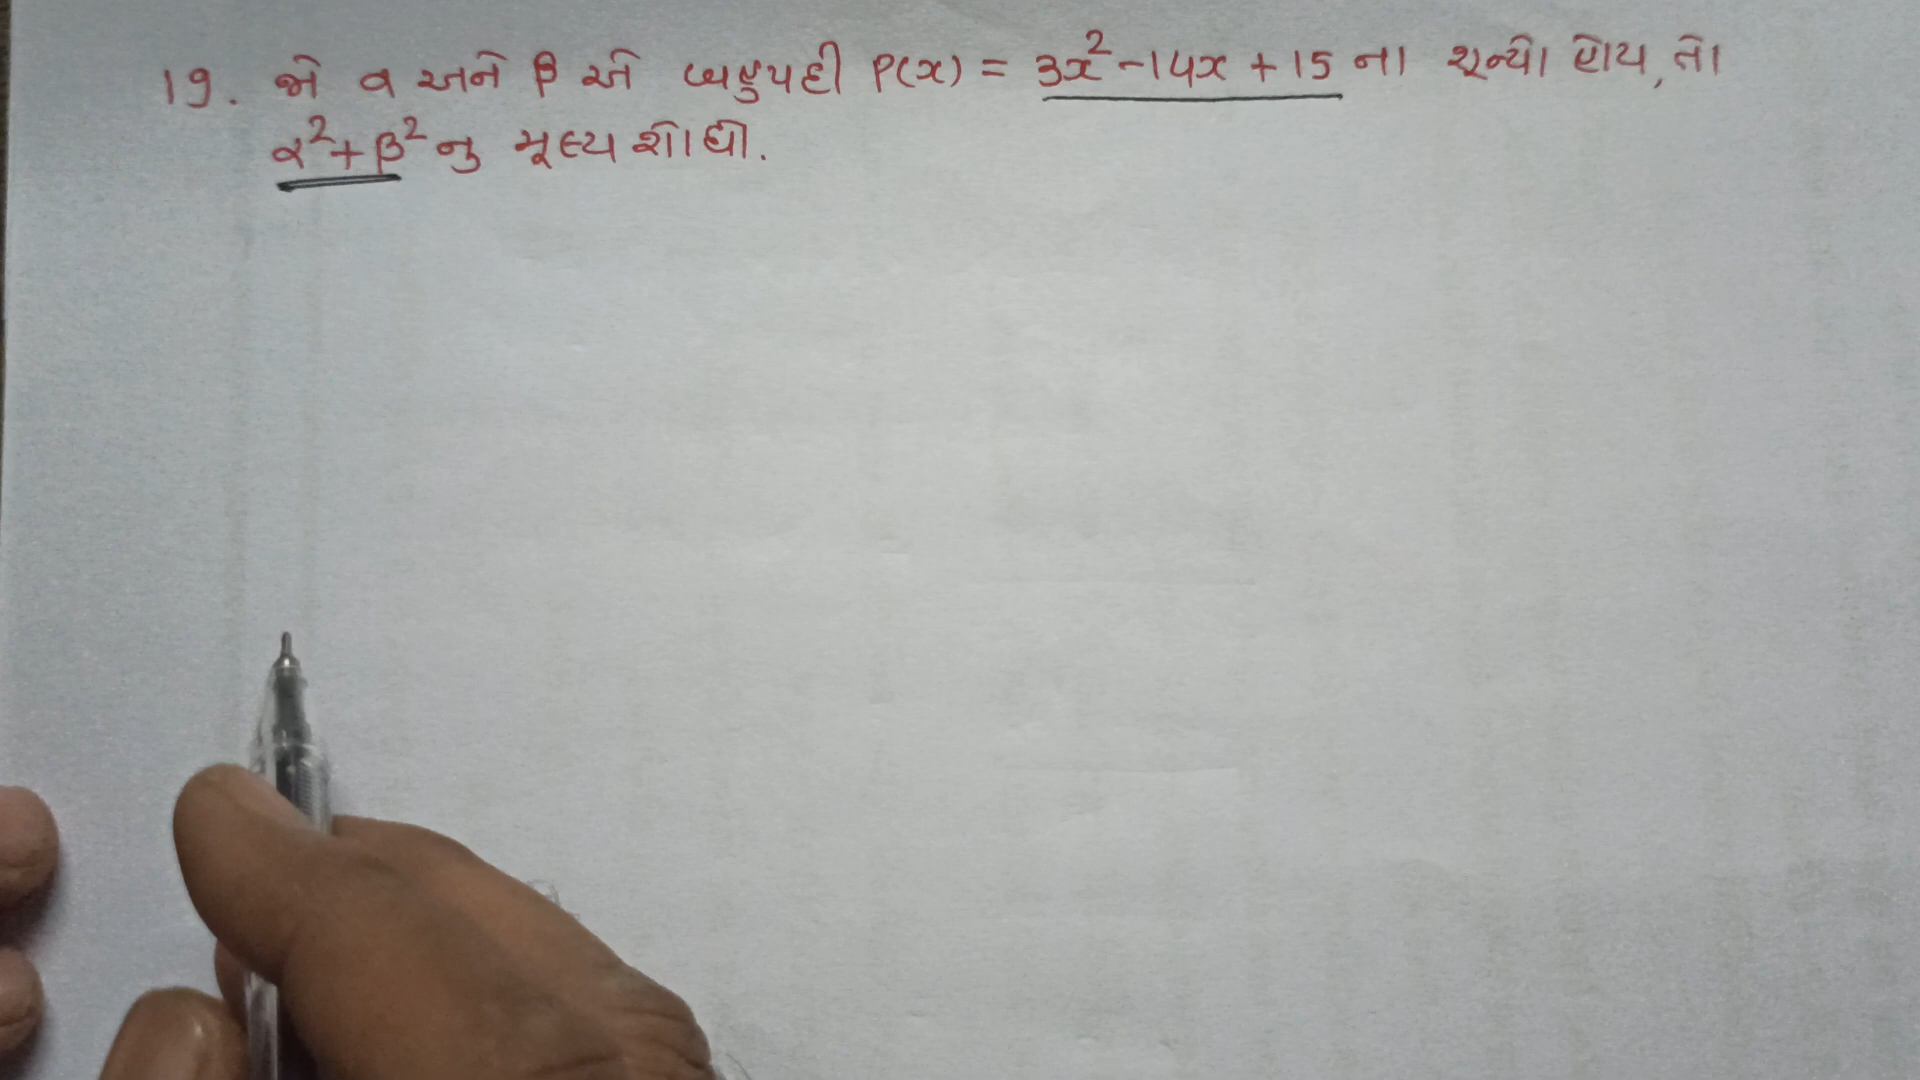 19. જો α અને β એ બહુપદી P(x) = 3x²-14x+15 ના શૂન્યો હોય, તો
α²+β² નુ મૂલ્ય શોધો.